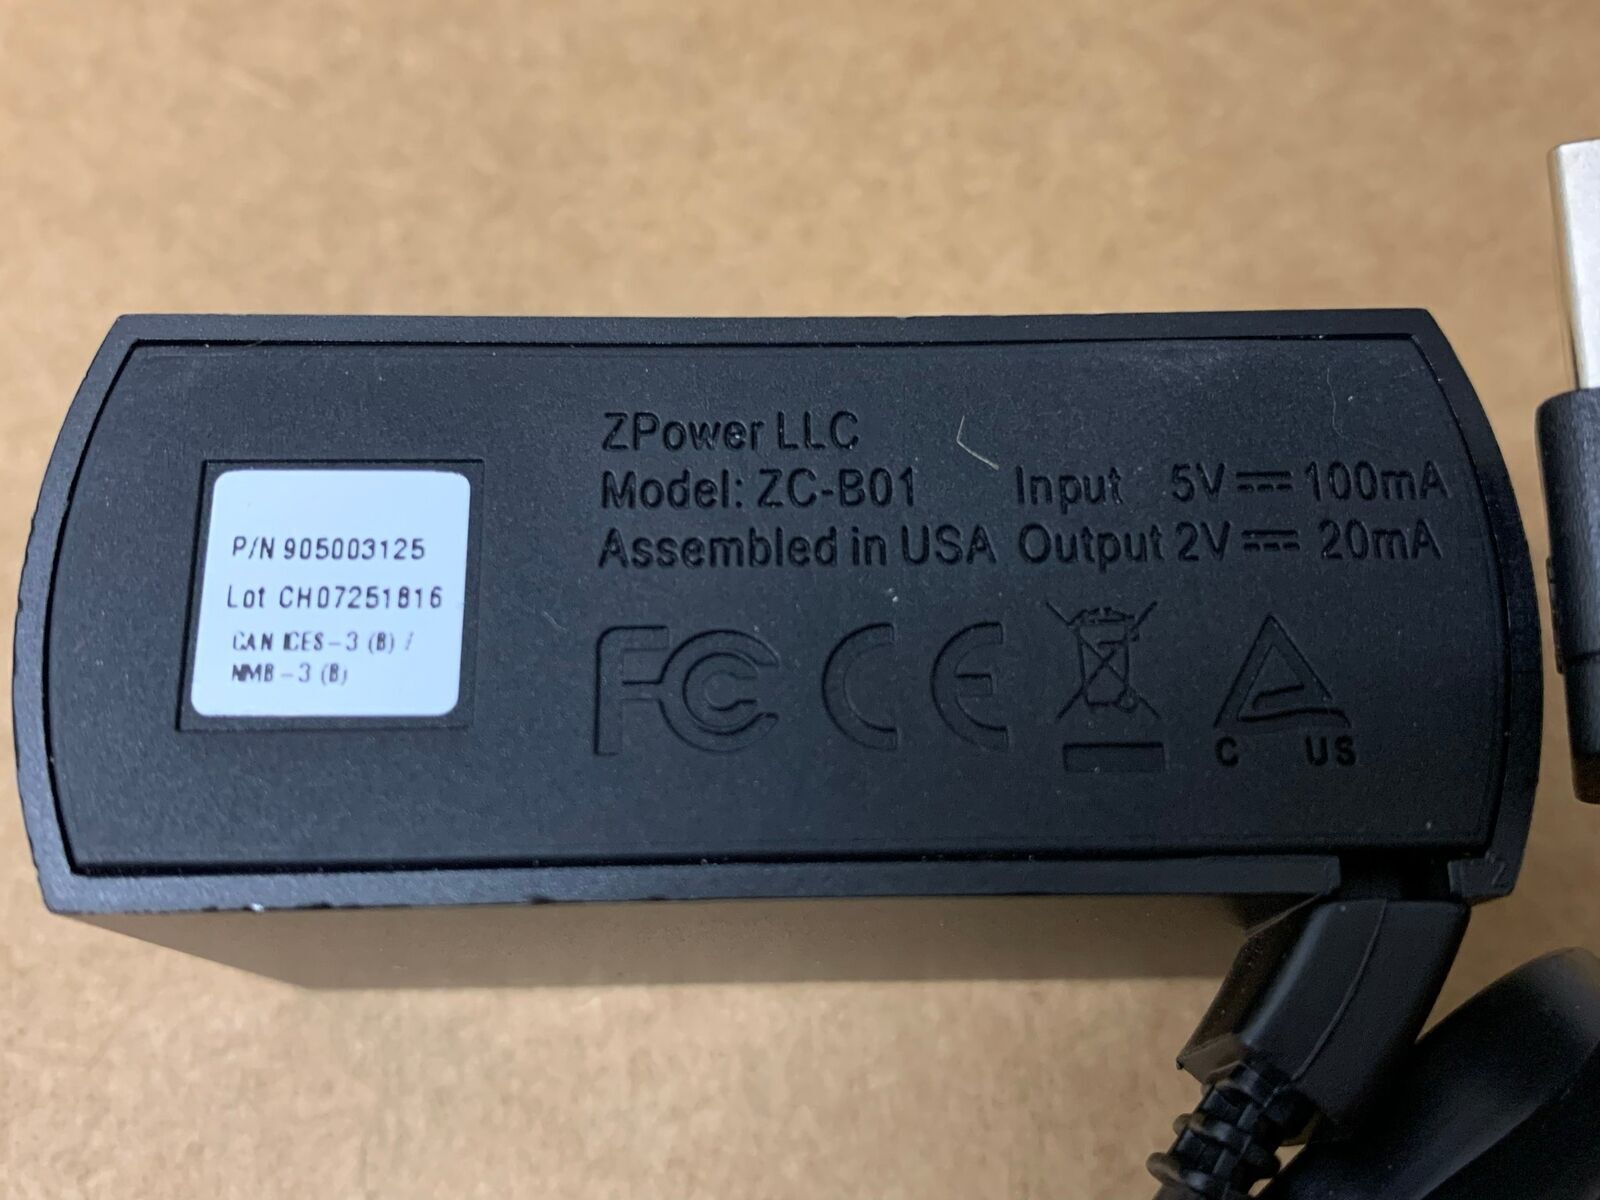 ZPower LLC
Model: ZC-B01
Assembled in USA
Input 5V⎓100mA
Output 2V⎓20mA
P/N 905003125
Lot CH07251816
CAN ICES-3 (B) /
NMB-3 (B)
FC CE
C US